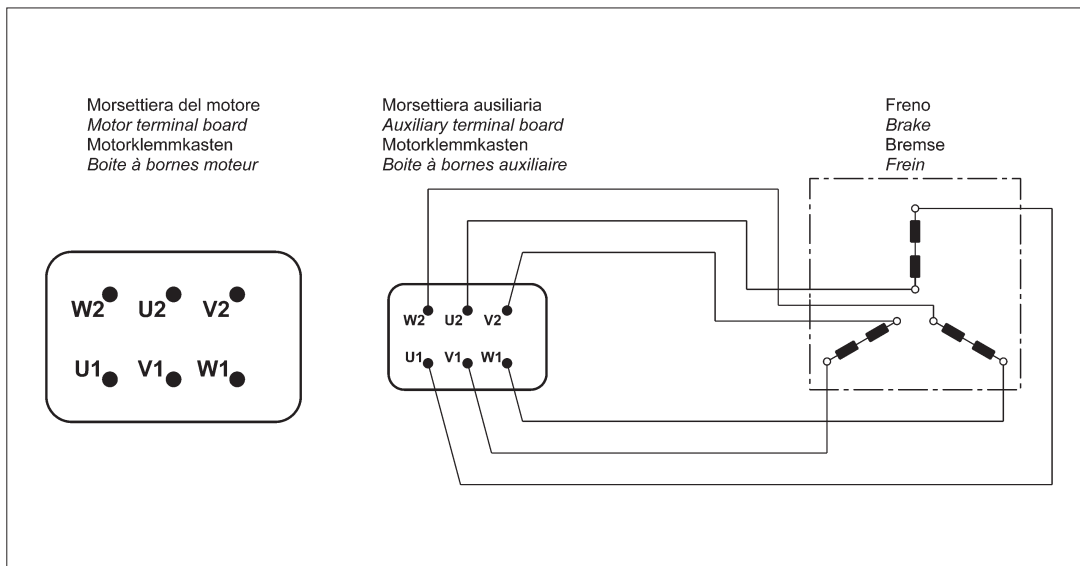 Morsettiera del motore
Motor terminal board
Motorklemmkasten
Boite à bornes moteur
Morsettiera ausiliaria
Auxiliary terminal board
Motorklemmkasten
Boite à bornes auxiliaire
Freno
Brake
Bremse
Frein
W2 U2 V2
U1 V1 W1
W2 U2 V2
U1 V1 W1